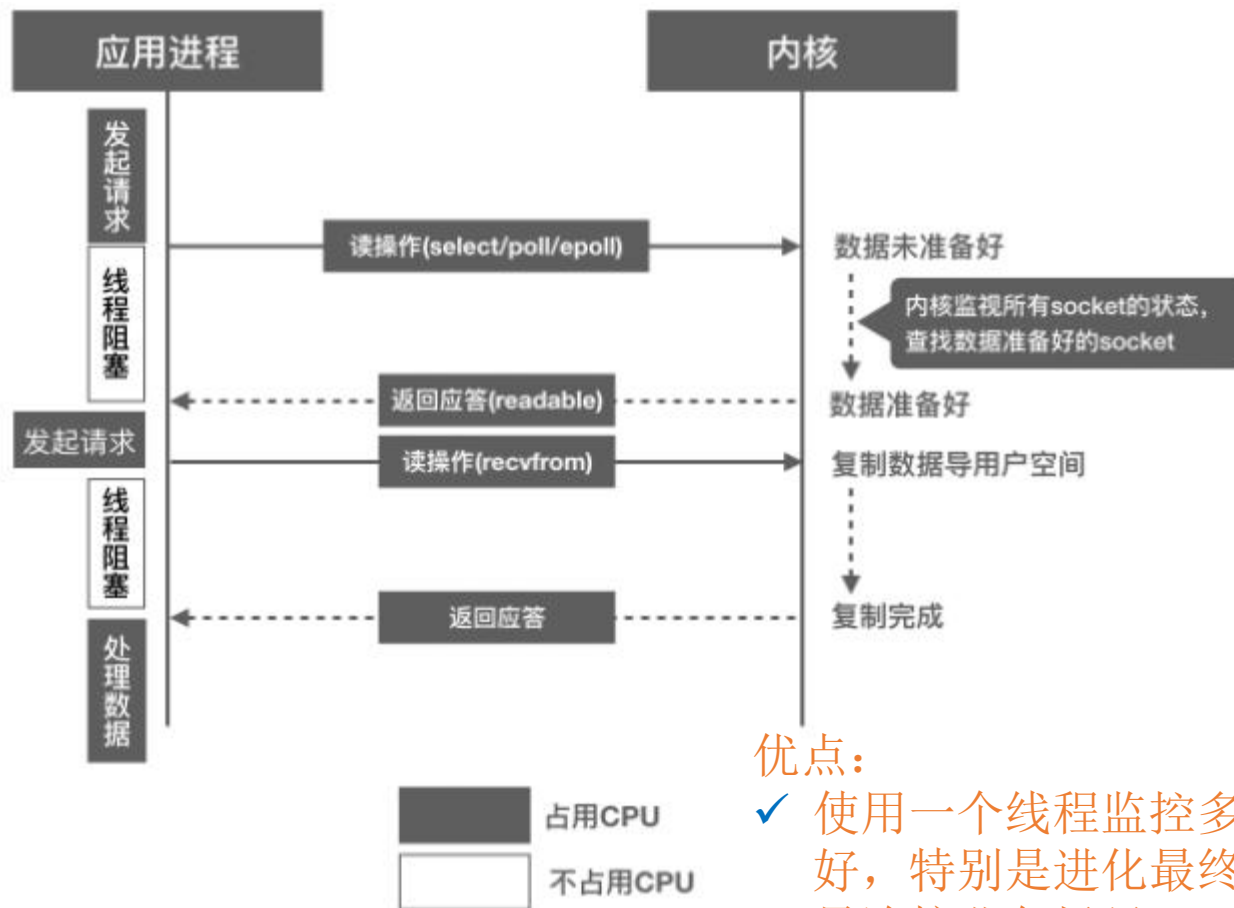 应用进程
内核
发起请求
读操作(select/poll/epoll)
数据未准备好
线程阻塞
内核监视所有socket的状态，
查找数据准备好的socket
返回应答(readable)
数据准备好
发起请求
读操作(recvfrom)
复制数据导用户空间
线程阻塞
返回应答
复制完成
处理数据
优点：
占用CPU
✓ 使用一个线程监控多
不占用CPU
好，特别是进化最终